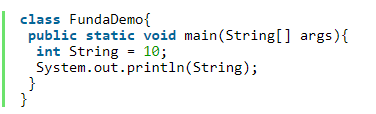 class FundaDemo{
public static void main(String[] args){
int String = 10;
System.out.println(String);
}
}